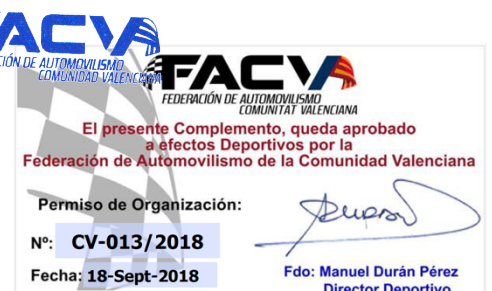 FACV
FEDERACIÓN DE AUTOMOVILISMO
COMUNIDAD VALENCIANA
FACV
FEDERACIÓN DE AUTOMOVILISMO
COMUNITAT VALENCIANA
El presente Complemento, queda aprobado
a efectos Deportivos por la
Federación de Automovilismo de la Comunidad Valenciana
Permiso de Organización:
Nº: CV-013/2018
Fecha: 18-Sept-2018
Fdo: Manuel Durán Pérez
Director Deportivo